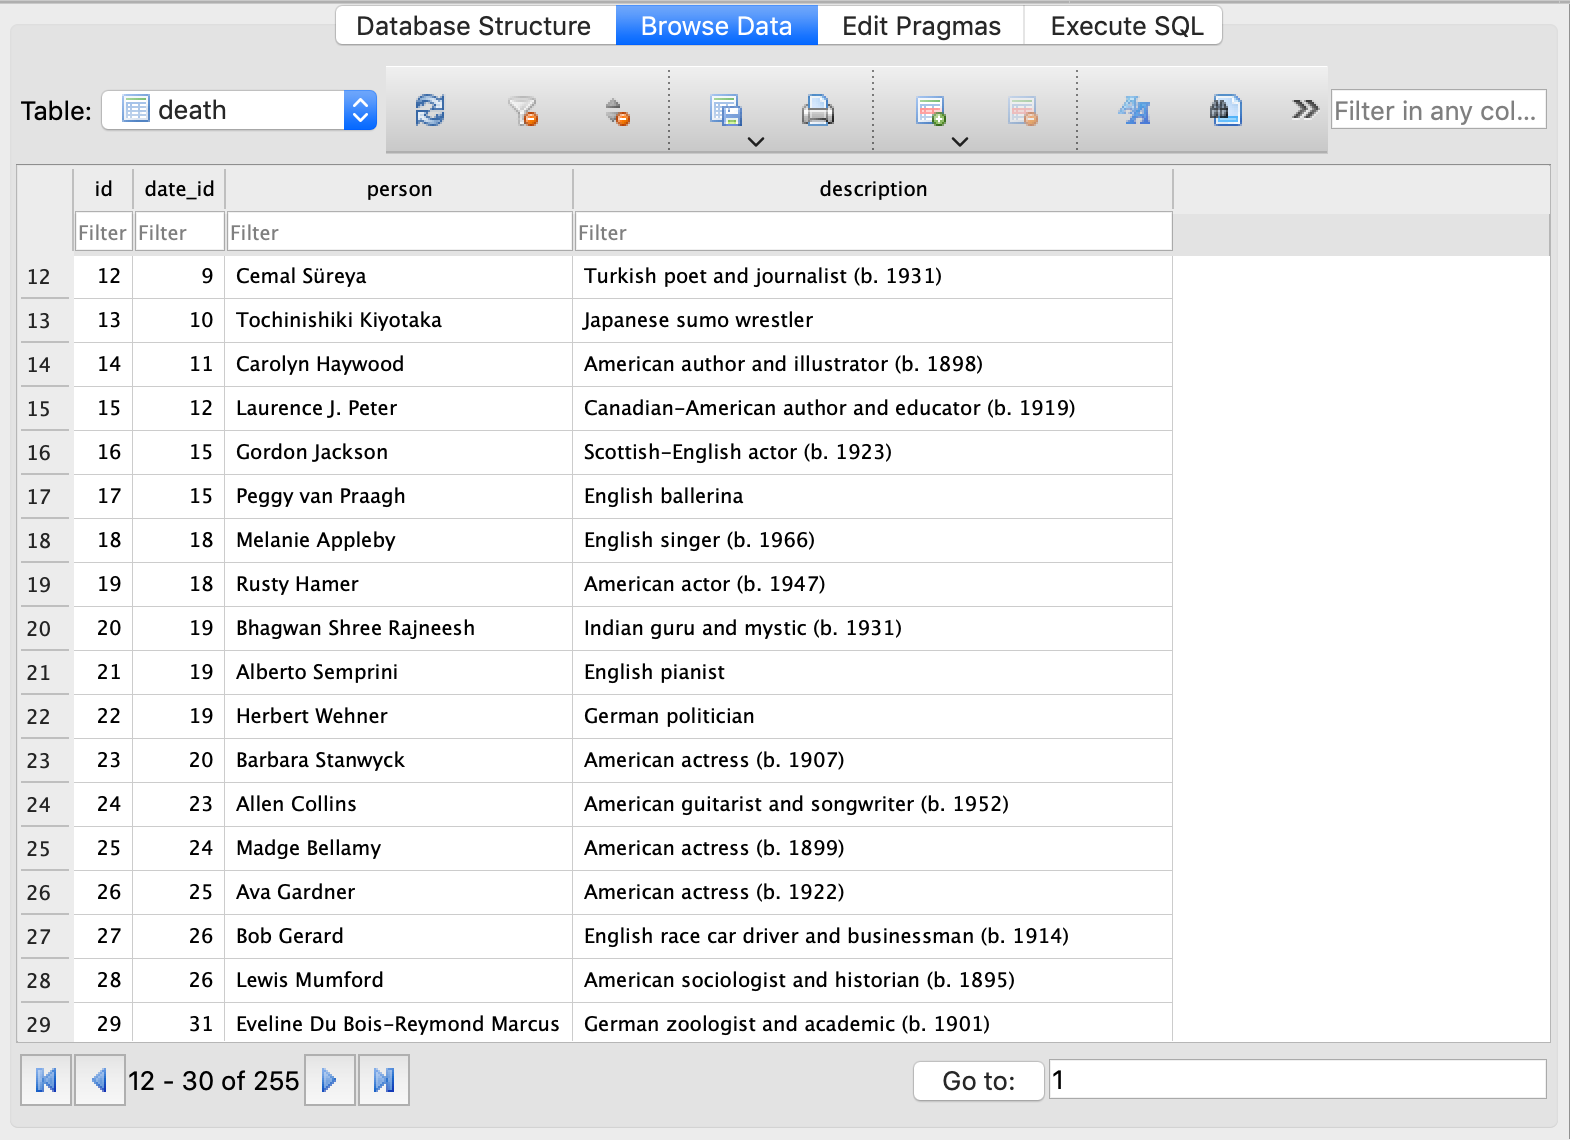 Database Structure Browse Data Edit Pragmas Execute SQL
Table: death Filter in any col...
id date_id person description
Filter Filter Filter Filter
12 12 9 Cemal Süreya Turkish poet and journalist (b. 1931)
13 13 10 Tochinishiki Kiyotaka Japanese sumo wrestler
14 14 11 Carolyn Haywood American author and illustrator (b. 1898)
15 15 12 Laurence J. Peter Canadian-American author and educator (b. 1919)
16 16 15 Gordon Jackson Scottish-English actor (b. 1923)
17 17 15 Peggy van Praagh English ballerina
18 18 18 Melanie Appleby English singer (b. 1966)
19 19 18 Rusty Hamer American actor (b. 1947)
20 20 19 Bhagwan Shree Rajneesh Indian guru and mystic (b. 1931)
21 21 19 Alberto Semprini English pianist
22 22 19 Herbert Wehner German politician
23 23 20 Barbara Stanwyck American actress (b. 1907)
24 24 23 Allen Collins American guitarist and songwriter (b. 1952)
25 25 24 Madge Bellamy American actress (b. 1899)
26 26 25 Ava Gardner American actress (b. 1922)
27 27 26 Bob Gerard English race car driver and businessman (b. 1914)
28 28 26 Lewis Mumford American sociologist and historian (b. 1895)
29 29 31 Eveline Du Bois-Reymond Marcus German zoologist and academic (b. 1901)
12 - 30 of 255 Go to: 1